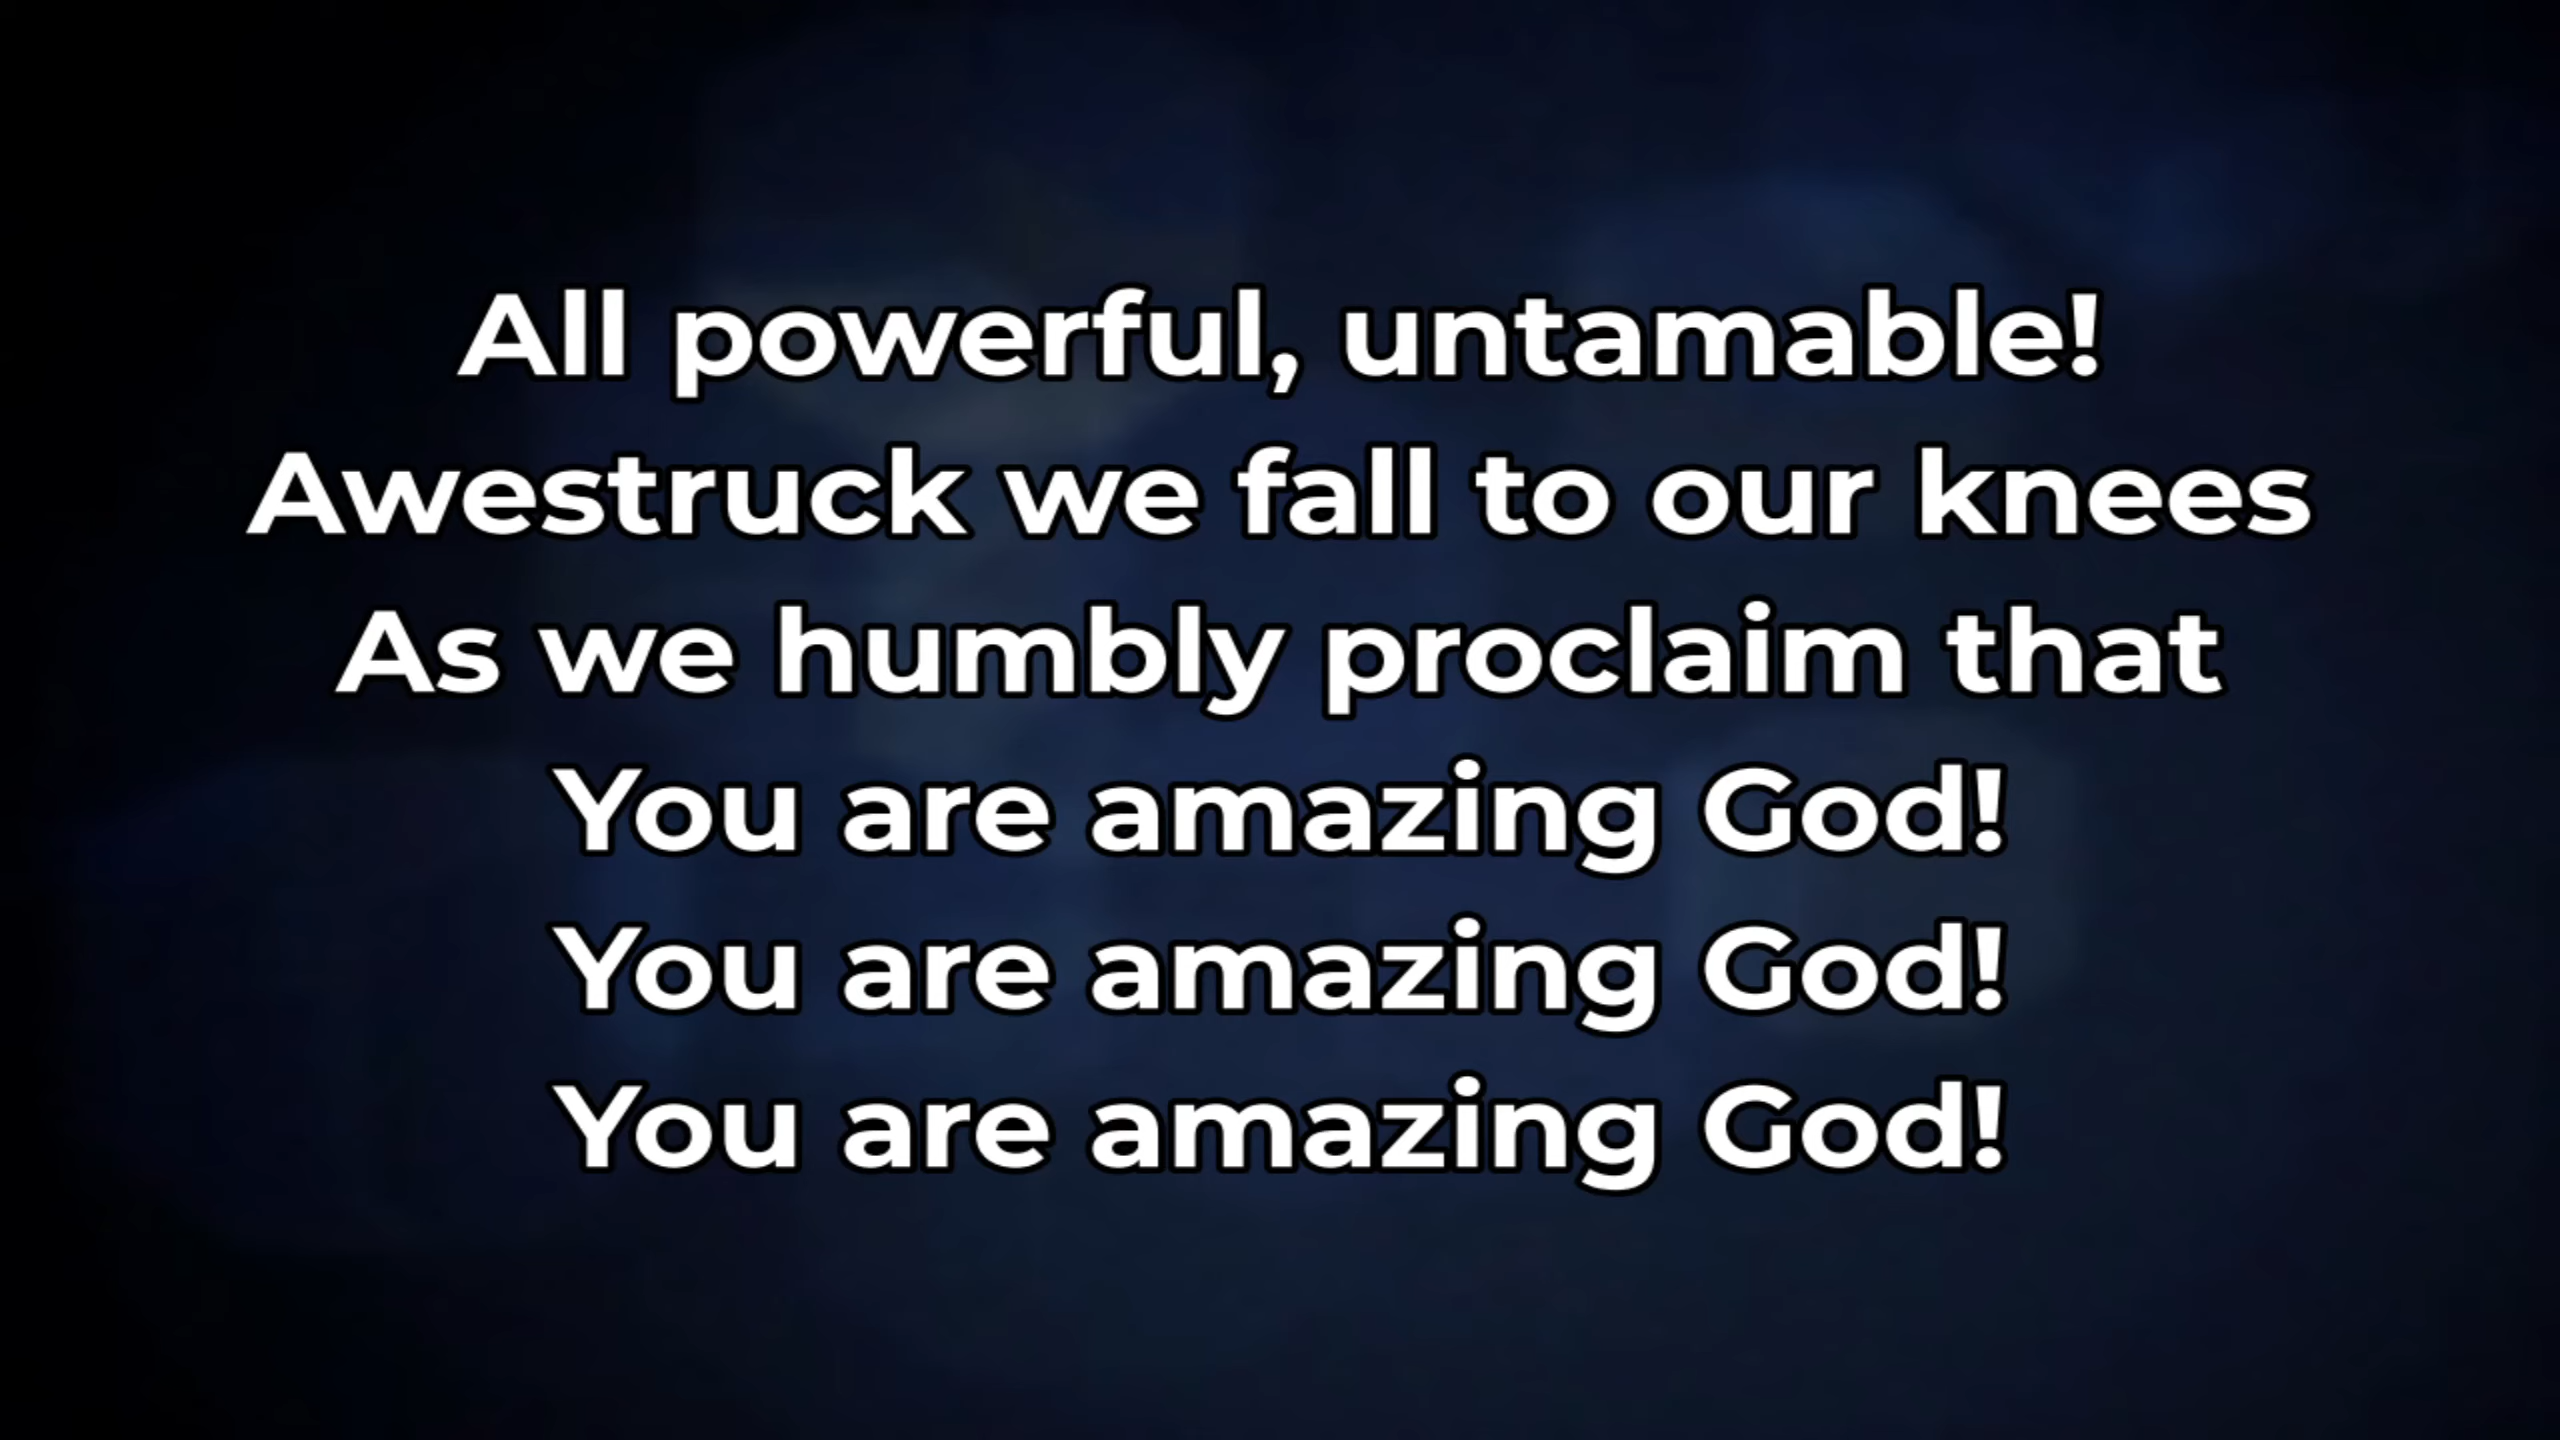 All powerful, untamable!
Awestruck we fall to our knees
As we humbly proclaim that
You are amazing God!
You are amazing God!
You are amazing God!